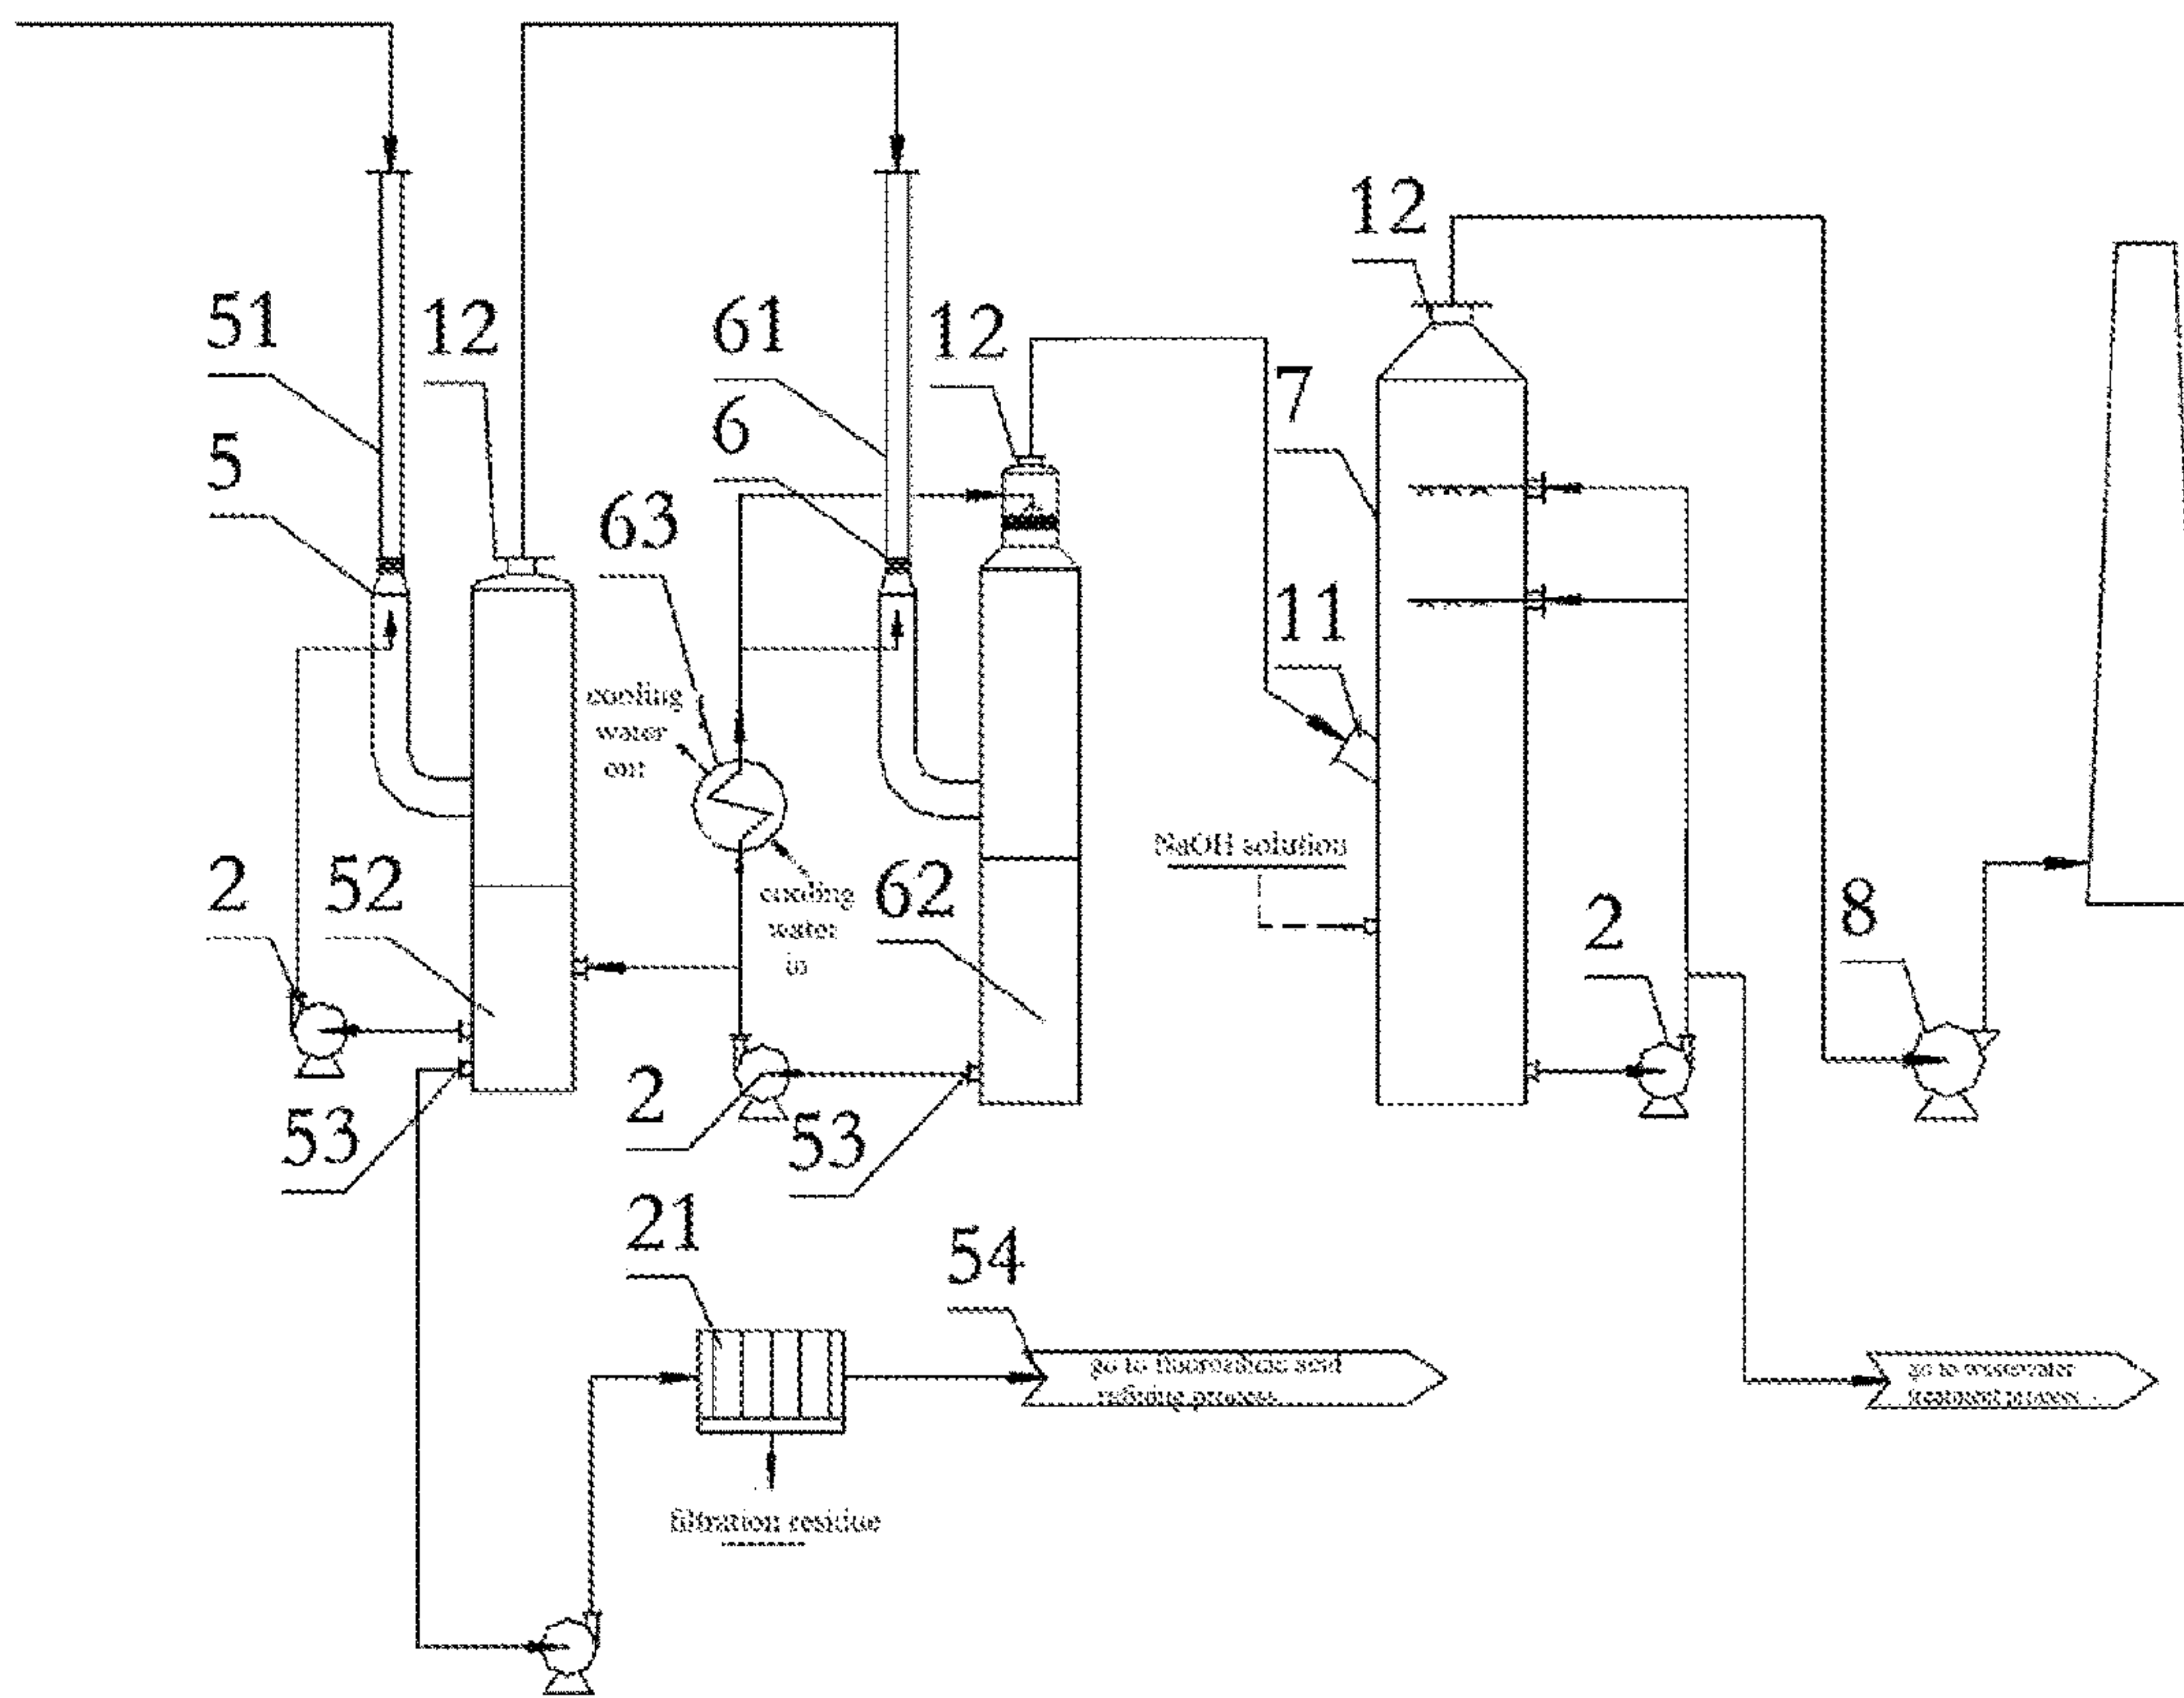 12
51
12
61
12
6
7
5
63
11
cooling
water
out
NaOH solution
2
52
cooling
water
in
62
2
8
53
2
53
21
54
go to fluorosilicic acid
refining process
go to wastewater
treatment process
filtration residue